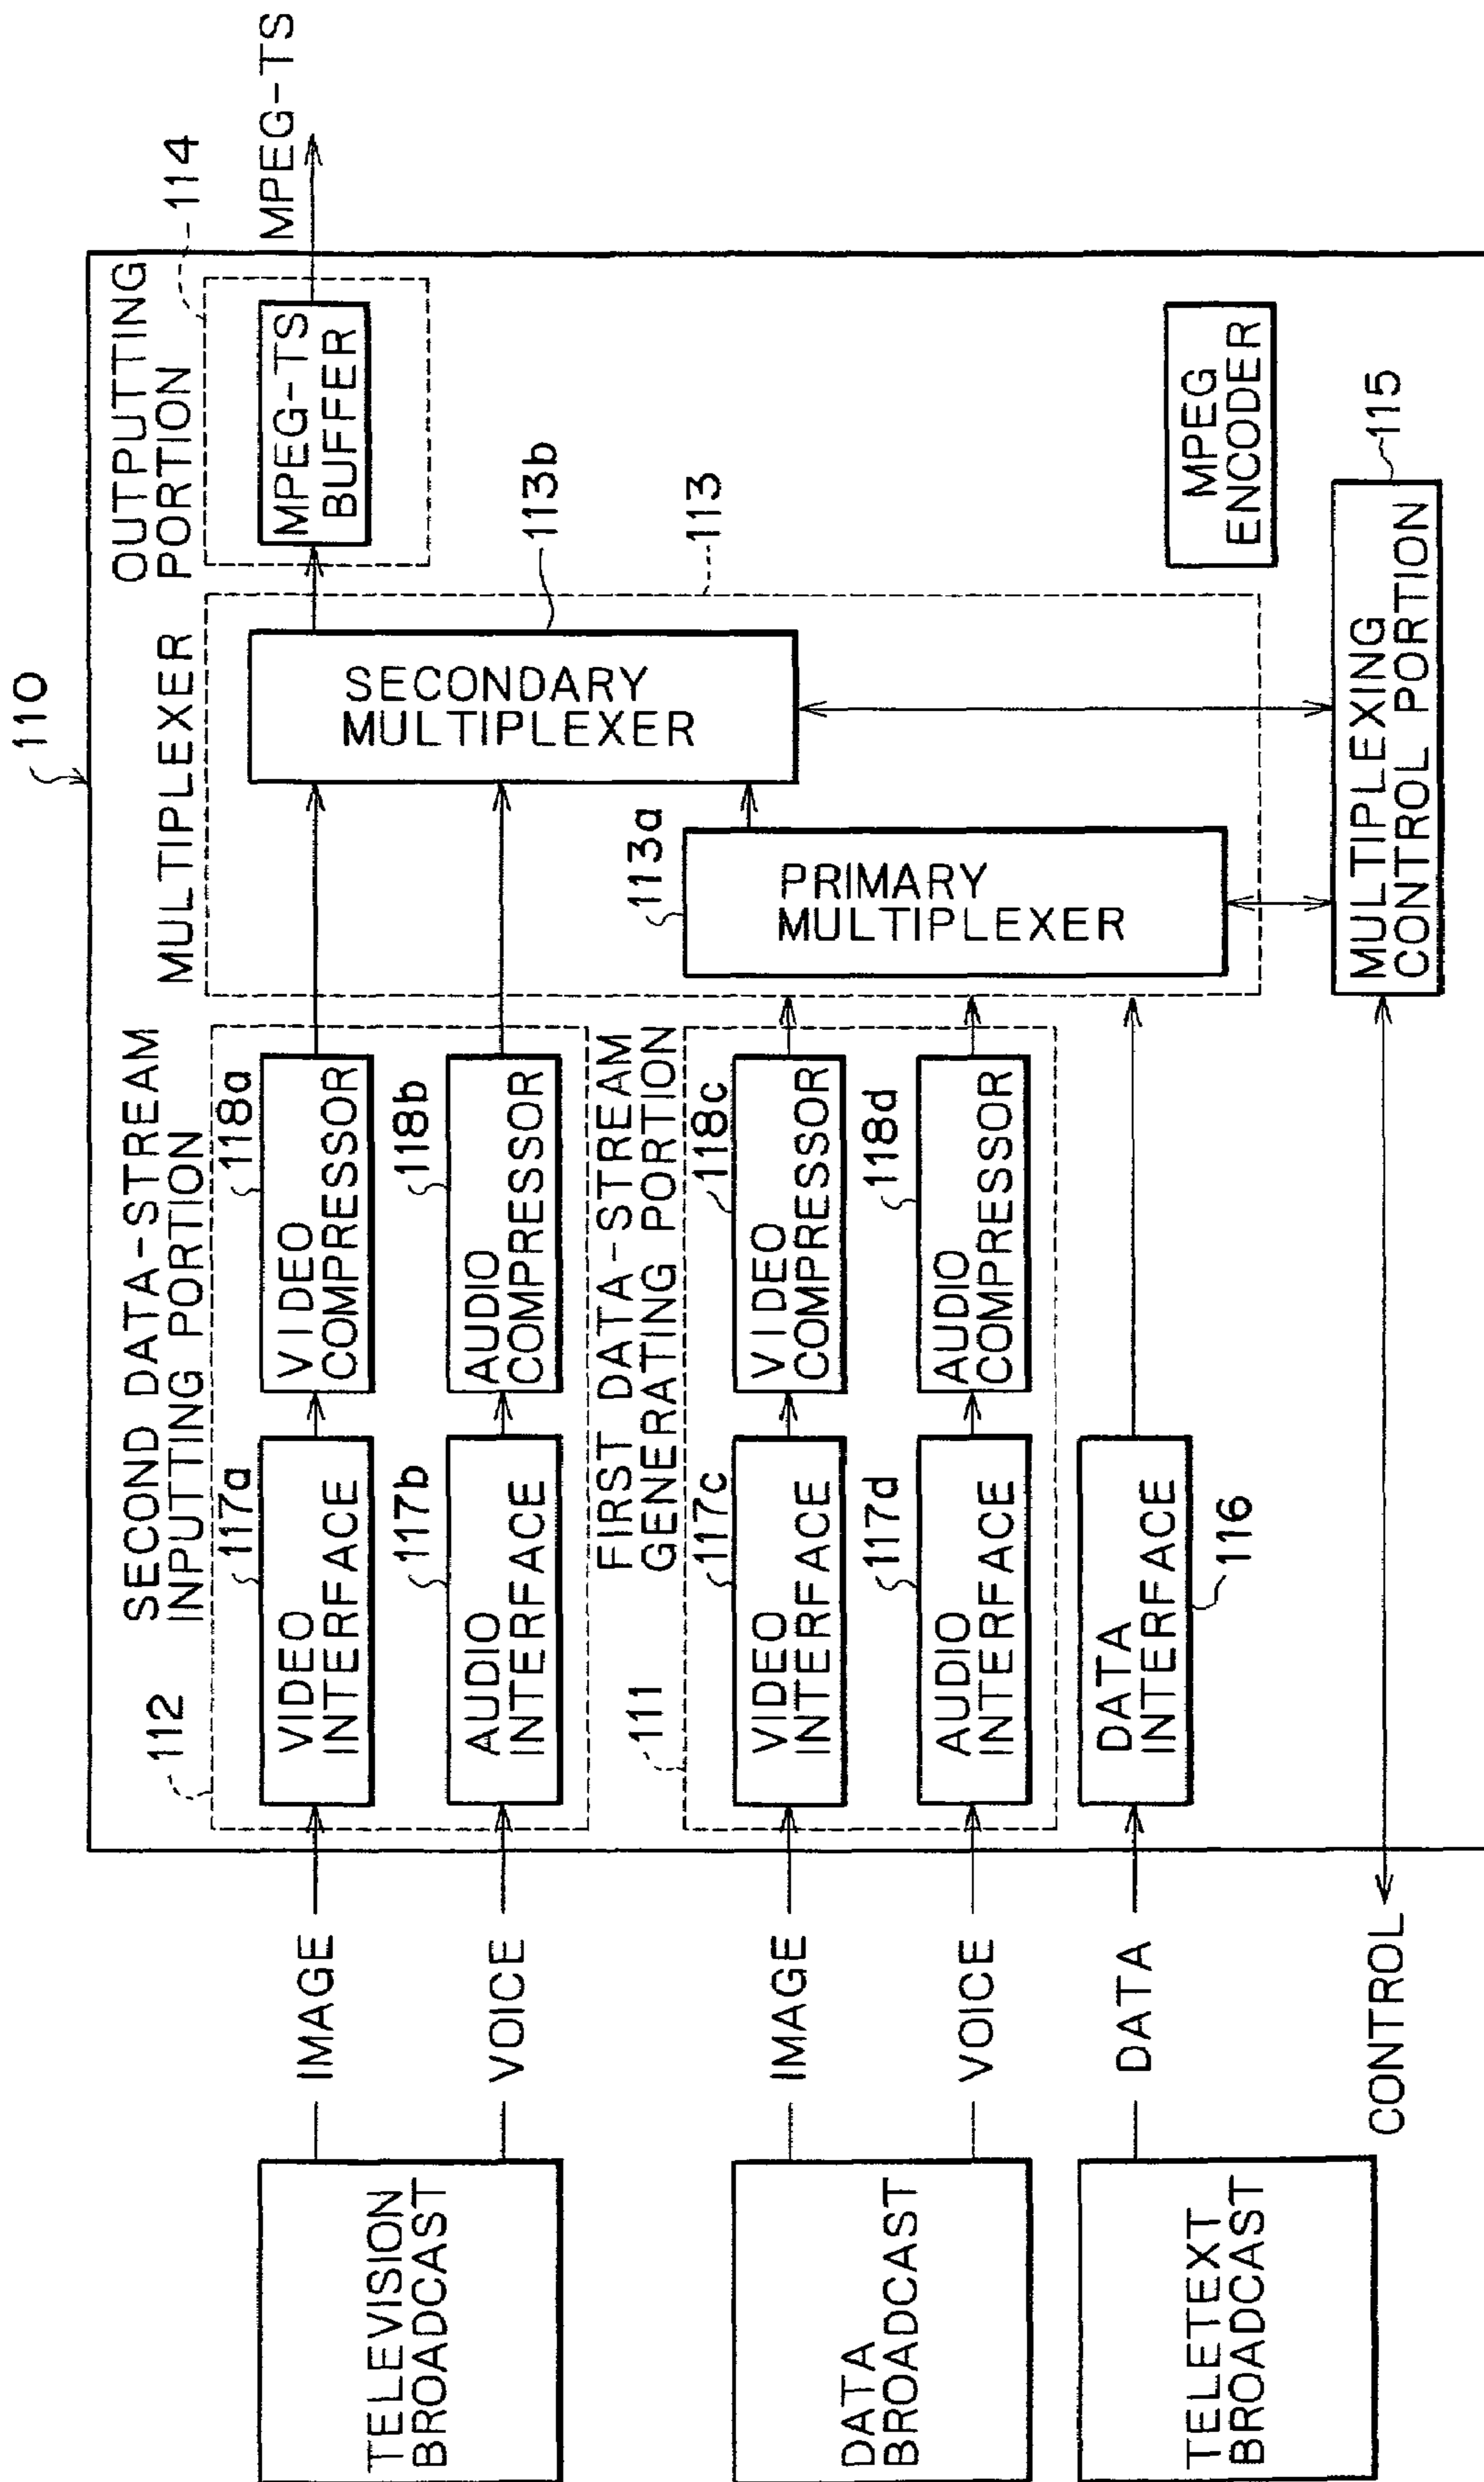 110
SECOND DATA-STREAM
INPUTTING PORTION
MULTIPLEXER
OUTPUTTING
PORTION
114
MPEG-TS
112
117a
118a
TELEVISION
BROADCAST
IMAGE
VIDEO
INTERFACE
VIDEO
COMPRESSOR
SECONDARY
MULTIPLEXER
MPEG-TS
BUFFER
117b
118b
113b
VOICE
AUDIO
INTERFACE
AUDIO
COMPRESSOR
FIRST DATA-STREAM
GENERATING PORTION
111
117c
118c
113a
113
DATA
BROADCAST
IMAGE
VIDEO
INTERFACE
VIDEO
COMPRESSOR
PRIMARY
MULTIPLEXER
117d
118d
VOICE
AUDIO
INTERFACE
AUDIO
COMPRESSOR
TELETEXT
BROADCAST
DATA
DATA
INTERFACE
116
MPEG
ENCODER
CONTROL
MULTIPLEXING
CONTROL PORTION
115